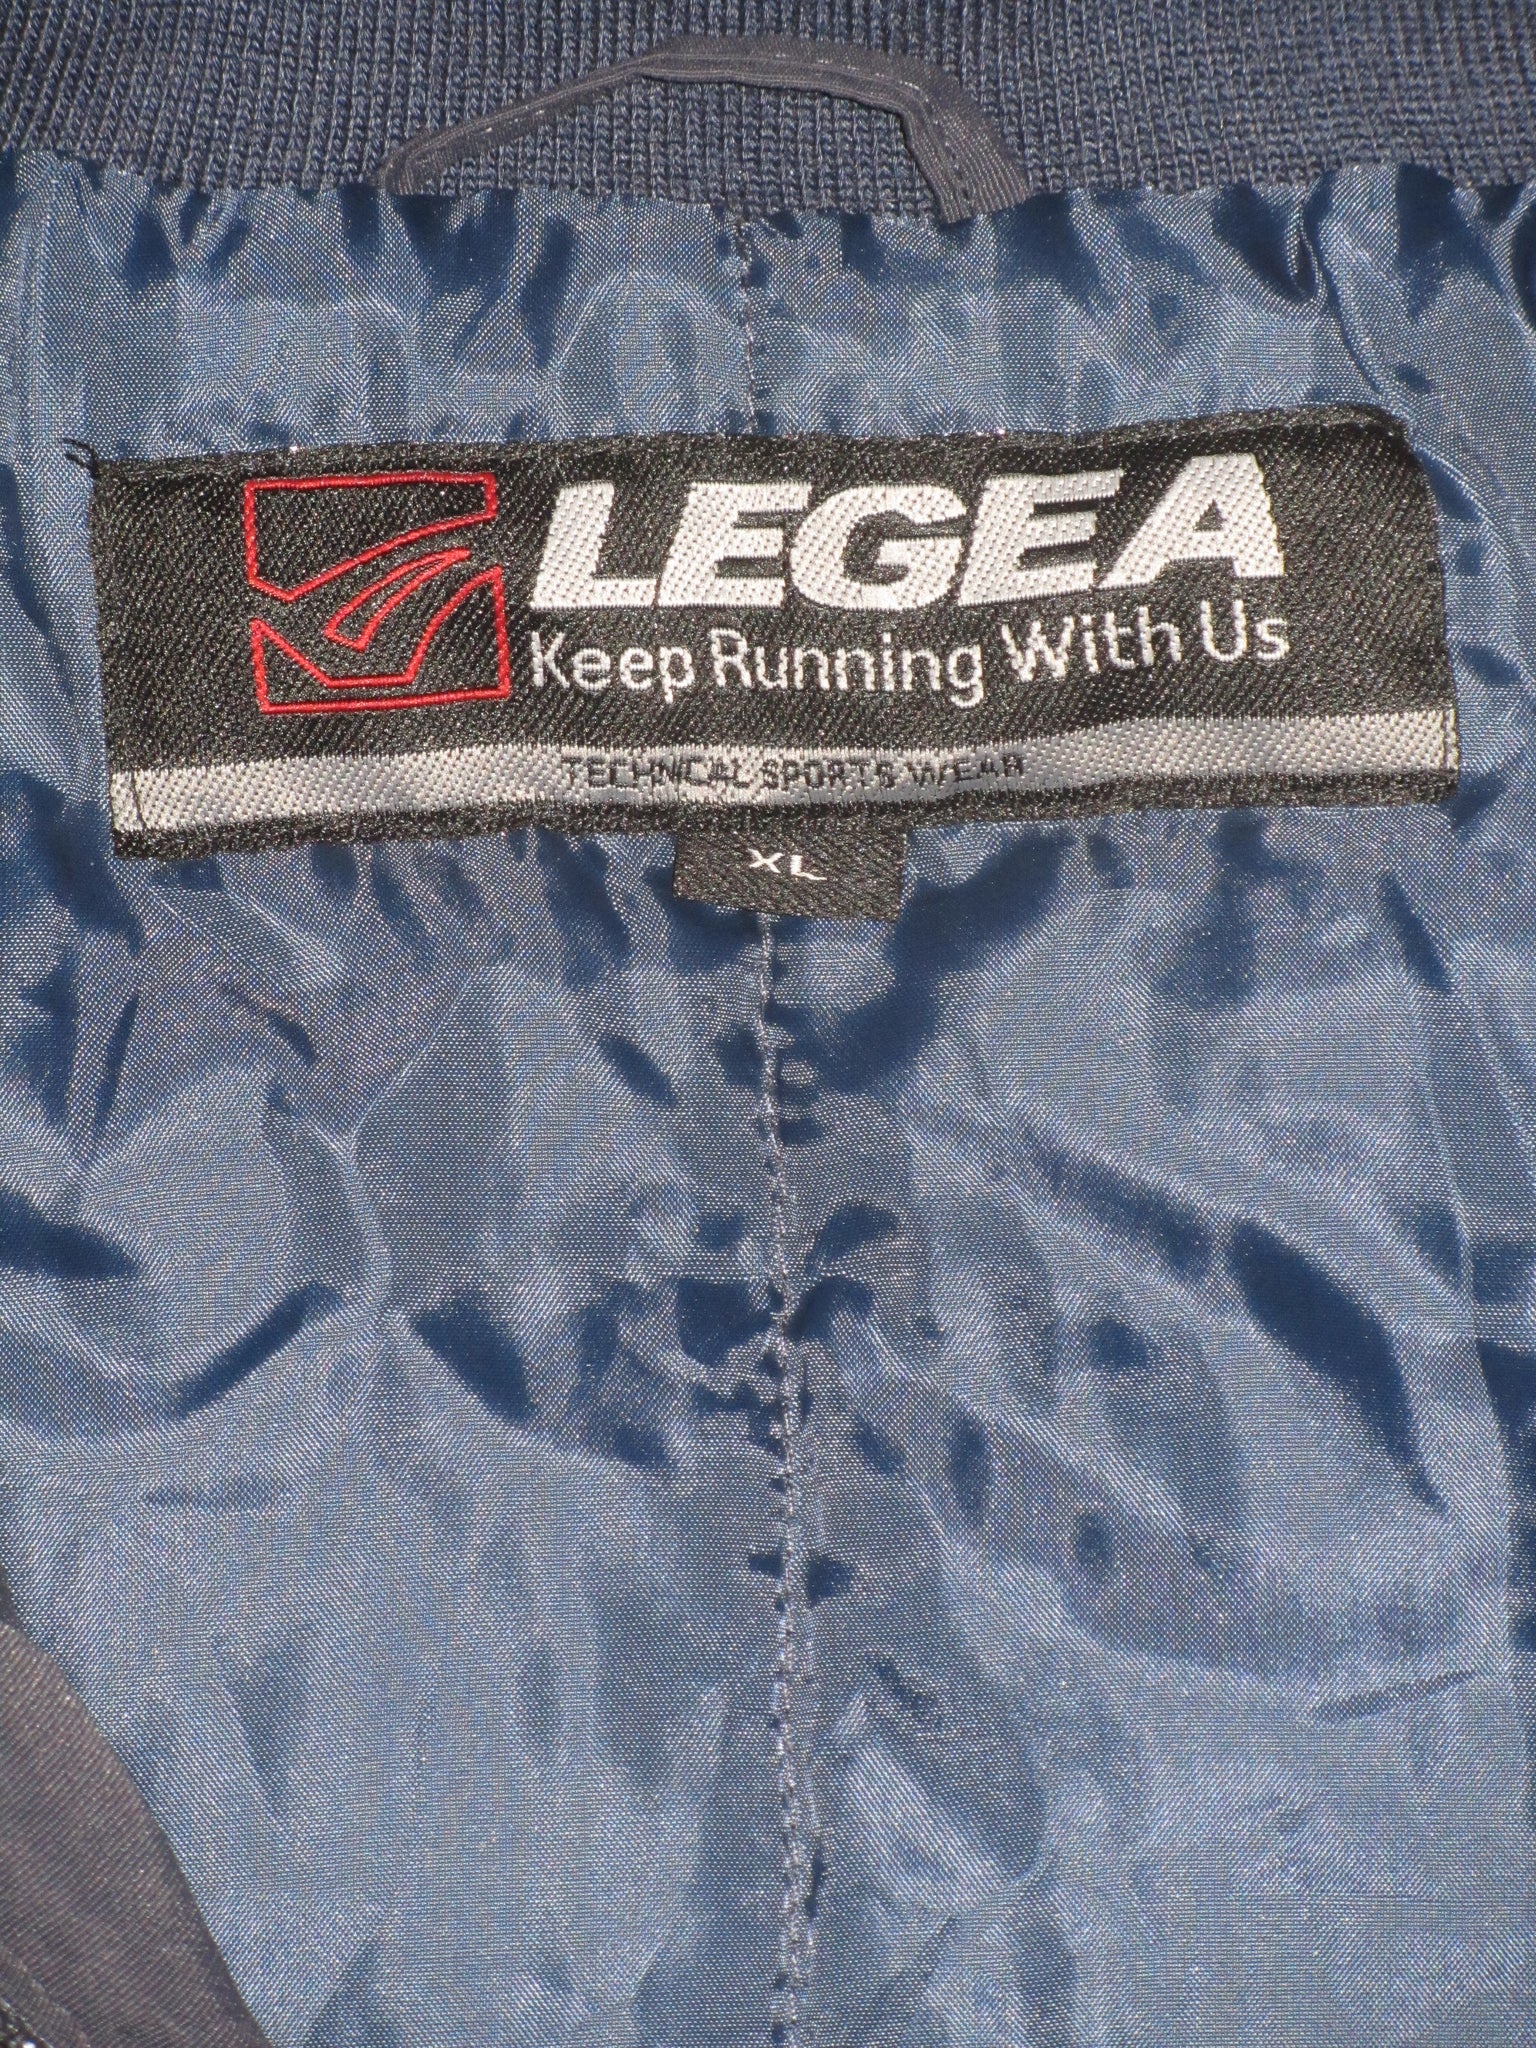 LEGEA
Keep Running With Us
TECHNICAL SPORTS WEAR
XL